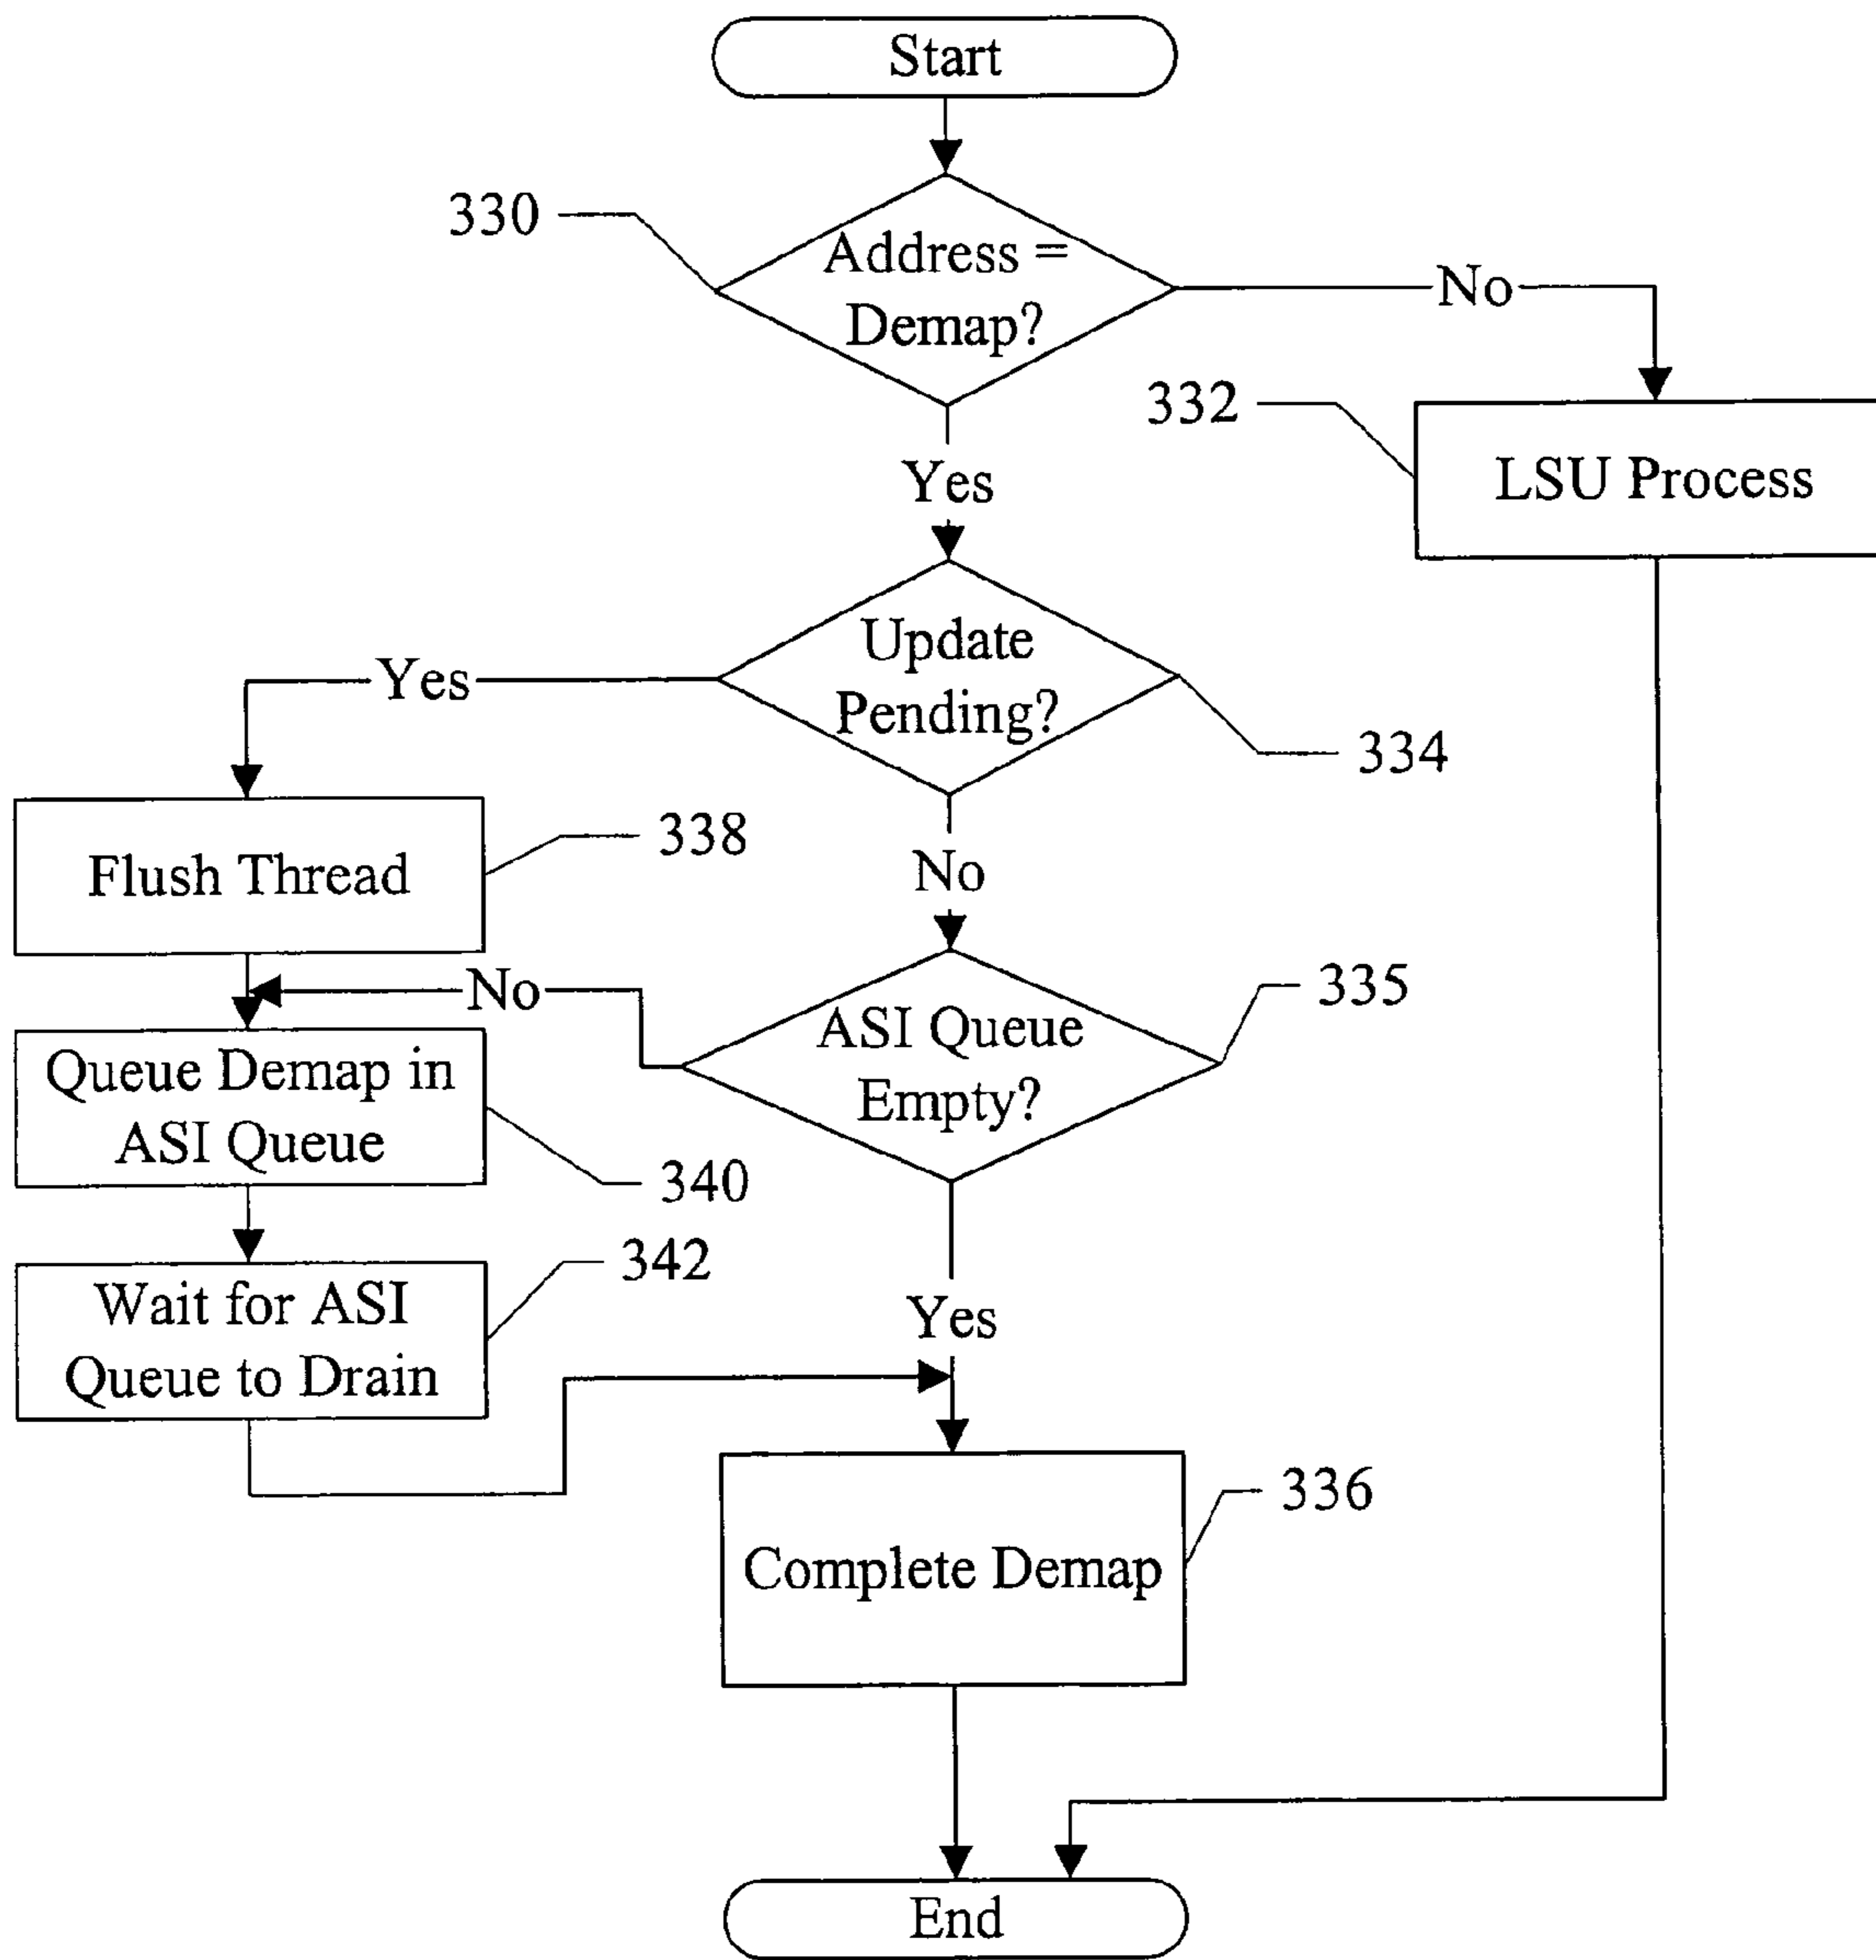 Start
330
Address =
Demap?
No
332
LSU Process
Yes
Update
Pending?
Yes
334
338
Flush Thread
No
No
335
ASI Queue
Empty?
Queue Demap in
ASI Queue
340
342
Wait for ASI
Queue to Drain
Yes
336
Complete Demap
End